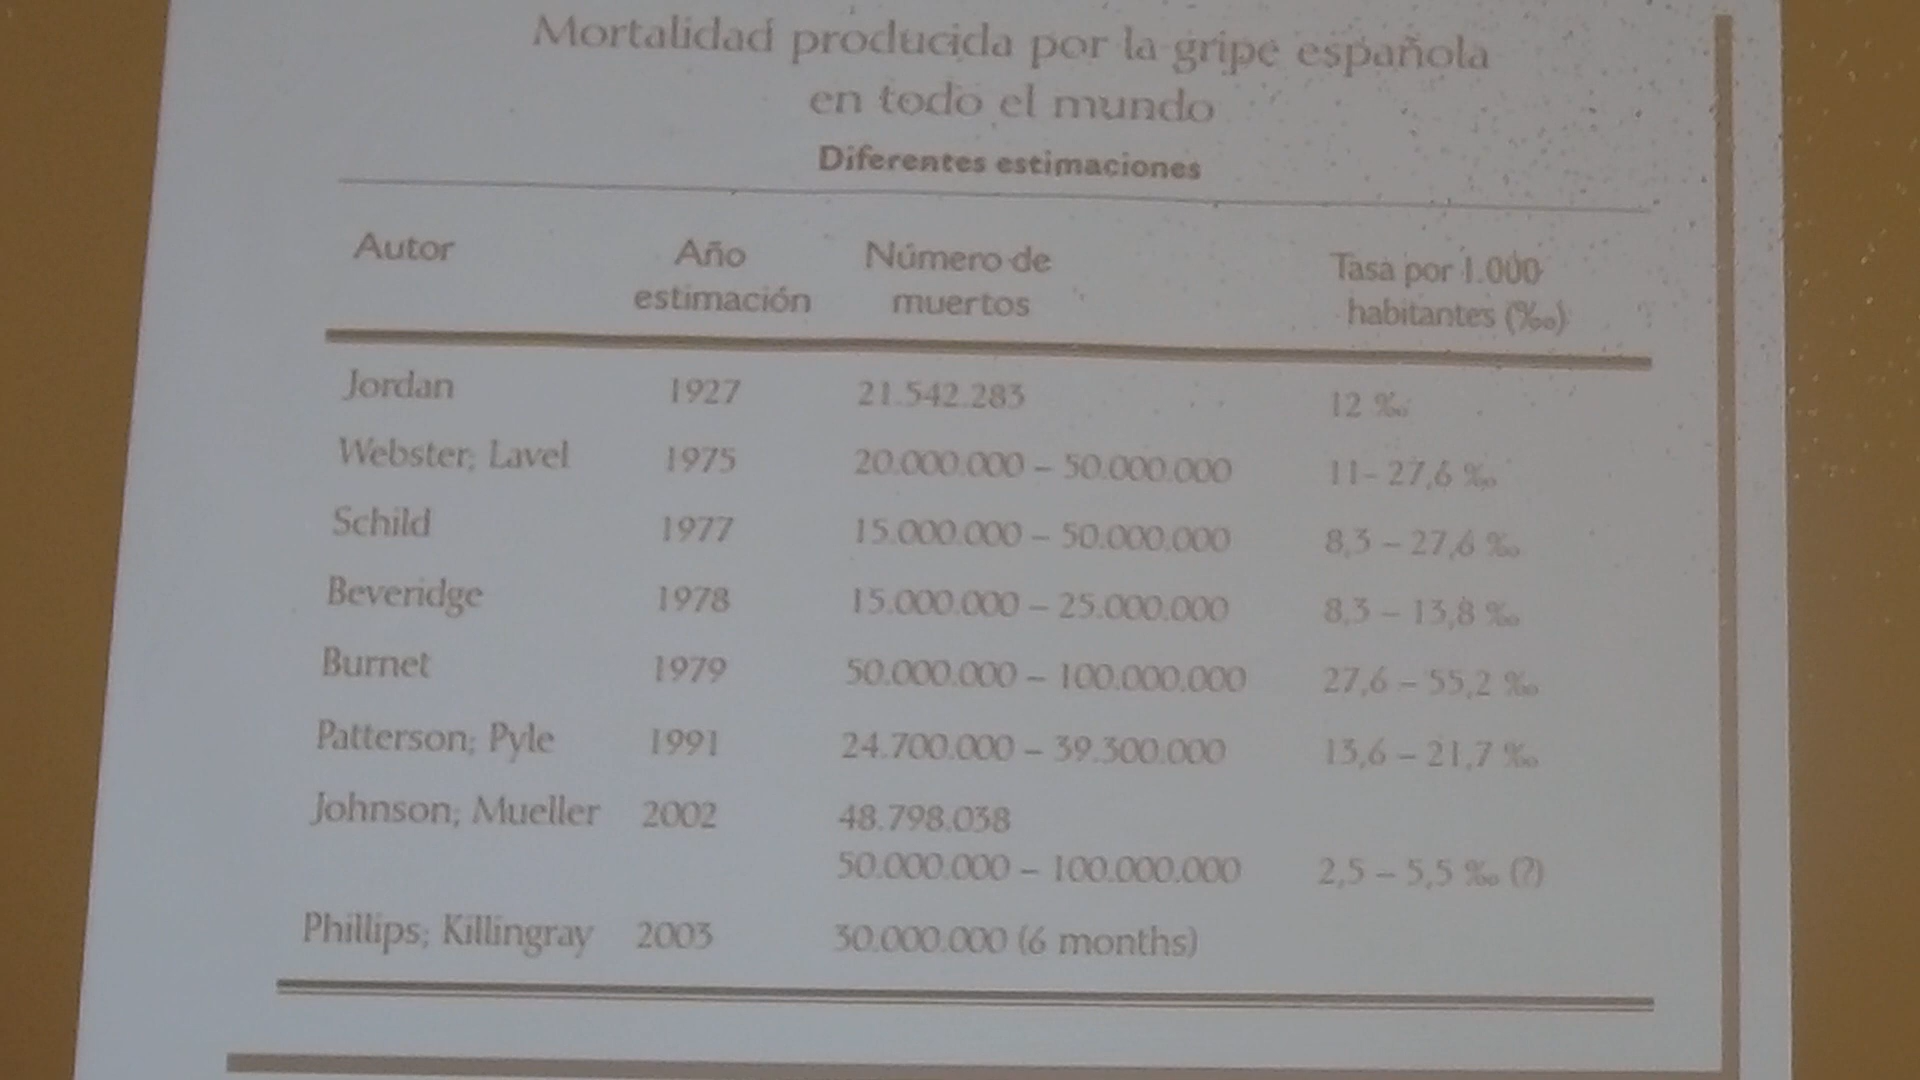 Mortalidad producida por la gripe española
en todo el mundo
Diferentes estimaciones
Autor Año estimación Número de muertos Tasa por 1.000 habitantes (‰)
Jordan 1927 21.542.283 12 ‰
Webster; Lavel 1975 20.000.000 – 50.000.000 11– 27,6 ‰
Schild 1977 15.000.000 – 50.000.000 8,3 – 27,6 ‰
Beveridge 1978 15.000.000 – 25.000.000 8,3 – 13,8 ‰
Burnet 1979 50.000.000 – 100.000.000 27,6 – 55,2 ‰
Patterson; Pyle 1991 24.700.000 – 39.300.000 13,6 – 21,7 ‰
Johnson; Mueller 2002 48.798.038
50.000.000 – 100.000.000 2,5 – 5,5 ‰ (?)
Phillips; Killingray 2003 30.000.000 (6 months)